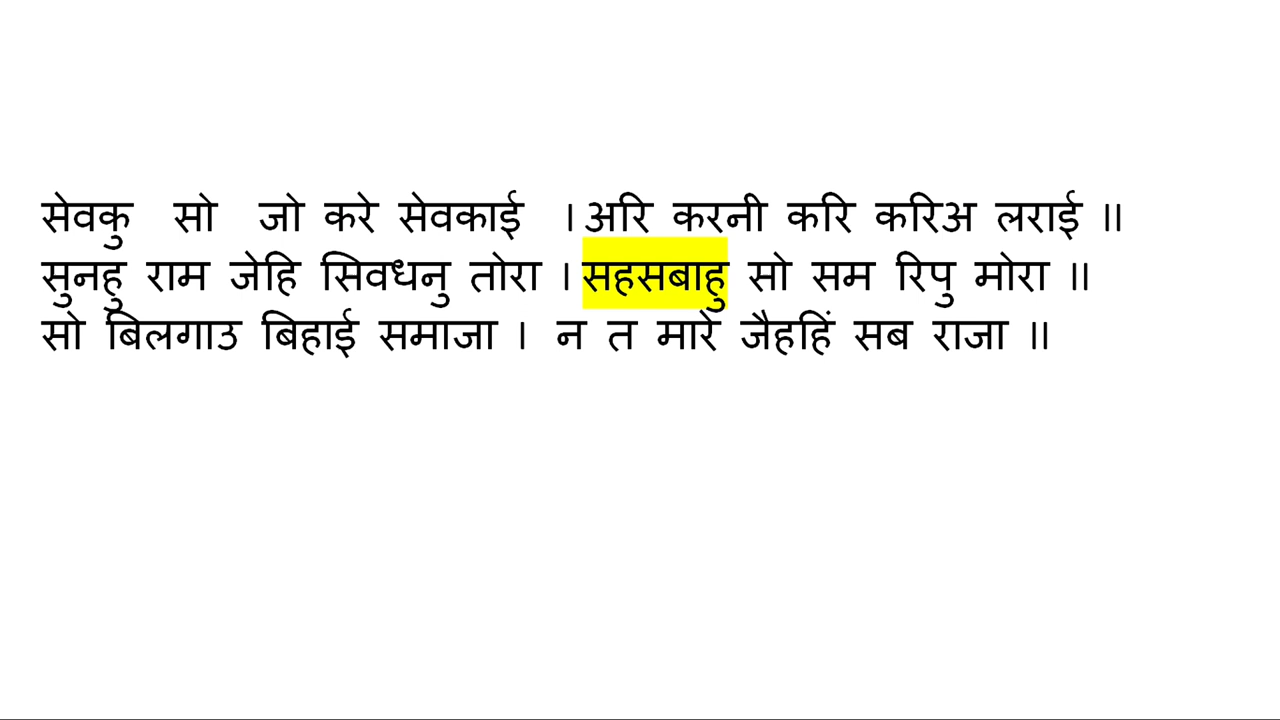 सेवकु सो जो करे सेवकाई । अरि करनी करि करिअ लराई ॥
सुनहु राम जेहि सिवधनु तोरा । सहसबाहु सो सम रिपु मोरा ॥
सो बिलगाउ बिहाई समाजा । न त मारे जैहहिं सब राजा ॥